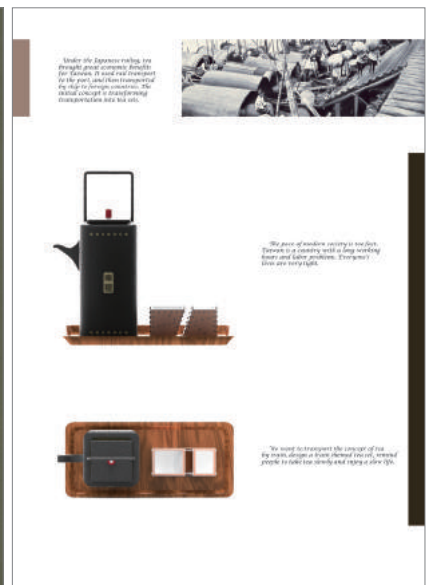 Under the Japanese ruling, tea
brought great economic benefits
for Taiwan. It used rail transport
to the port, and then transported
by ship to foreign countries. The
initial concept is transforming
transportation into tea sets.
The pace of modern society is too fast.
Taiwan is a country with a long working
hours and labor problem. Everyone's
lives are very tight.
We want to transport the concept of tea
by train, design a train themed tea set, remind
people to take tea slowly and enjoy a slow life.